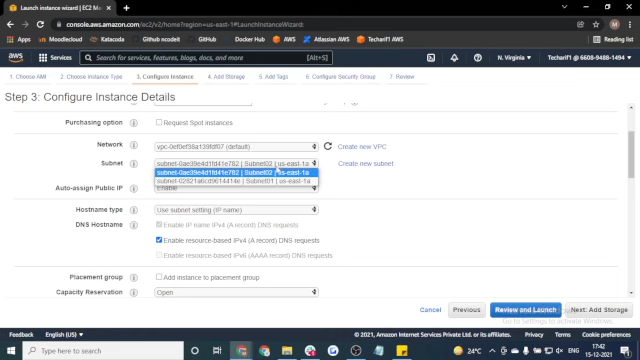 Launch instance wizard | EC2 M
console.aws.amazon.com/ec2/v2/home?region=us-east-1#LaunchInstanceWizard:
AWS Moodlecloud Github ncodeit Katacoda GitHub Docker Hub AWS Atlassian AWS Techarif1 AWS
aws Services Search for services, features, blogs, docs, and more [Alt+S] N. Virginia Techarif1 @ 6608-9488-1494
1. Choose AMI 2. Choose Instance Type 3. Configure Instance 4. Add Storage 5. Add Tags 6. Configure Security Group 7. Review
Step 3: Configure Instance Details
Purchasing option Request Spot instances
Network vpc-0ef0ef38a139fdf07 (default) Create new VPC
Subnet subnet-0ae39e4d1fd41e782 | Subnet02 | us-east-1a Create new subnet
subnet-0ae39e4d1fd41e782 | Subnet02 | us-east-1a
subnet-02821a6cd9614414e | Subnet01 | us-east-1a
Auto-assign Public IP Enable
Hostname type Use subnet setting (IP name)
DNS Hostname Enable IP name IPv4 (A record) DNS requests
Enable resource-based IPv4 (A record) DNS requests
Enable resource-based IPv6 (AAAA record) DNS requests
Placement group Add instance to placement group
Capacity Reservation Open
Cancel Previous Review and Launch Next: Add Storage
Go to Settings to activate Windows.
Feedback English (US) © 2021, Amazon Internet Services Private Ltd. or its affiliates. Privacy Terms Cookie preferences
Type here to search 24°C ENG 17:42
15-12-2021